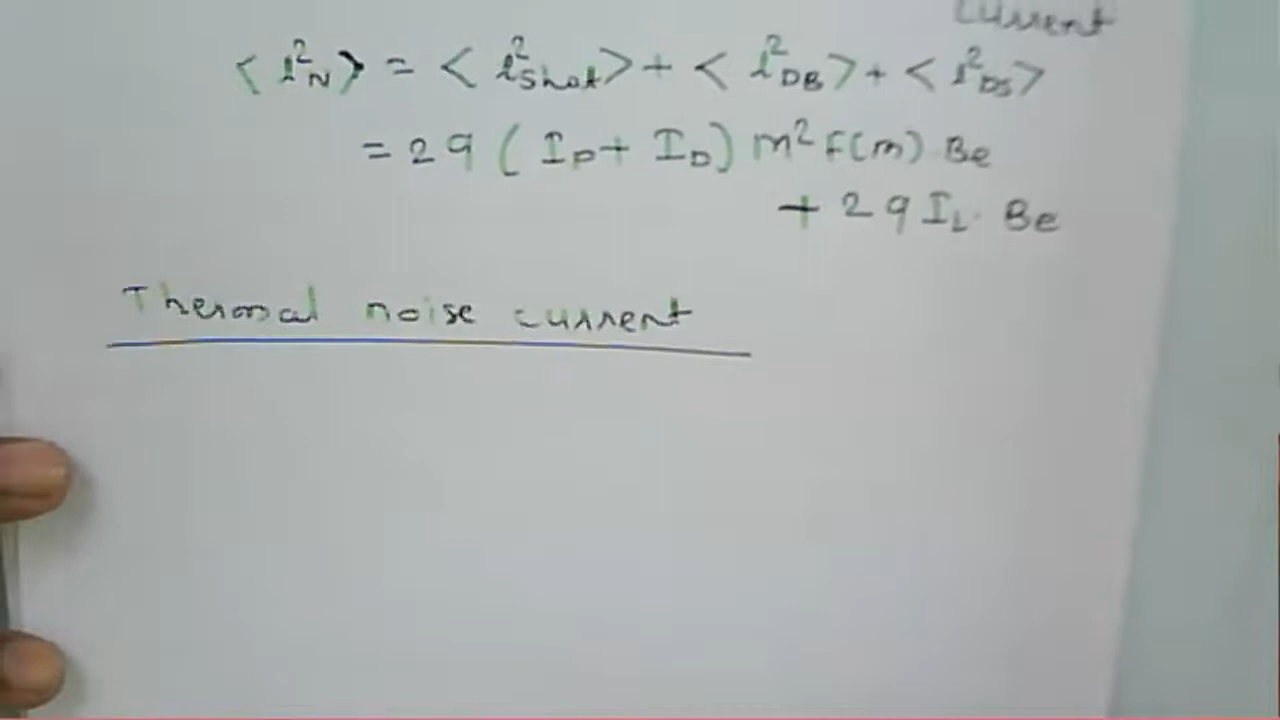 current
< i²N > = < i²Shot > + < i²DB > + < i²DS >
= 2q ( IP + ID ) m² F(m) Be
+ 2q IL. Be
Thermal noise current